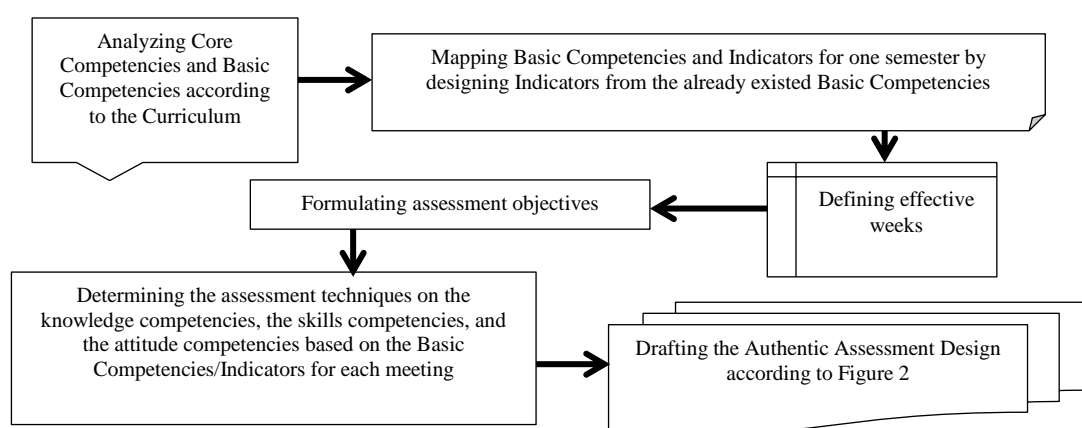 Analyzing Core
Competencies and Basic
Competencies according
to the Curriculum
Mapping Basic Competencies and Indicators for one semester by
designing Indicators from the already existed Basic Competencies
Defining effective
weeks
Formulating assessment objectives
Determining the assessment techniques on the
knowledge competencies, the skills competencies, and
the attitude competencies based on the Basic
Competencies/Indicators for each meeting
Drafting the Authentic Assessment Design
according to Figure 2